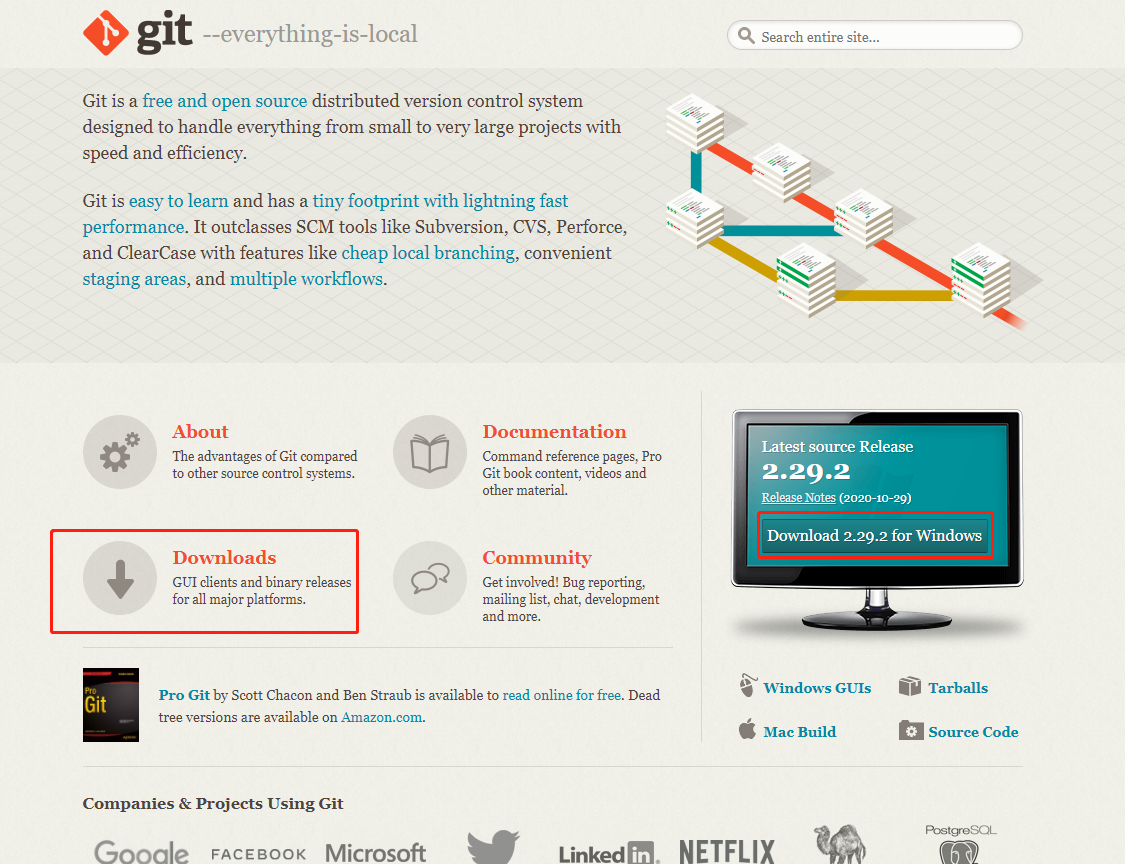 git --everything-is-local
Search entire site...
Git is a free and open source distributed version control system
designed to handle everything from small to very large projects with
speed and efficiency.
Git is easy to learn and has a tiny footprint with lightning fast
performance. It outclasses SCM tools like Subversion, CVS, Perforce,
and ClearCase with features like cheap local branching, convenient
staging areas, and multiple workflows.
About
The advantages of Git compared
to other source control systems.
Documentation
Command reference pages, Pro
Git book content, videos and
other material.
Downloads
GUI clients and binary releases
for all major platforms.
Community
Get involved! Bug reporting,
mailing list, chat, development
and more.
Latest source Release
2.29.2
Release Notes (2020-10-29)
Download 2.29.2 for Windows
Pro
Git
Pro Git by Scott Chacon and Ben Straub is available to read online for free. Dead
tree versions are available on Amazon.com.
Windows GUIs
Tarballs
Mac Build
Source Code
Companies & Projects Using Git
Google
FACEBOOK
Microsoft
Linked in
NETFLIX
PostgreSQL